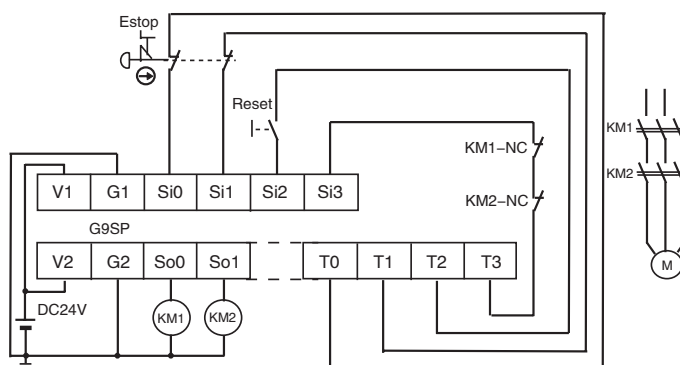 Estop
Reset
KM1-NC
KM1
KM2-NC
KM2
V1 G1 Si0 Si1 Si2 Si3
G9SP
V2 G2 So0 So1 T0 T1 T2 T3
DC24V
KM1
KM2
M